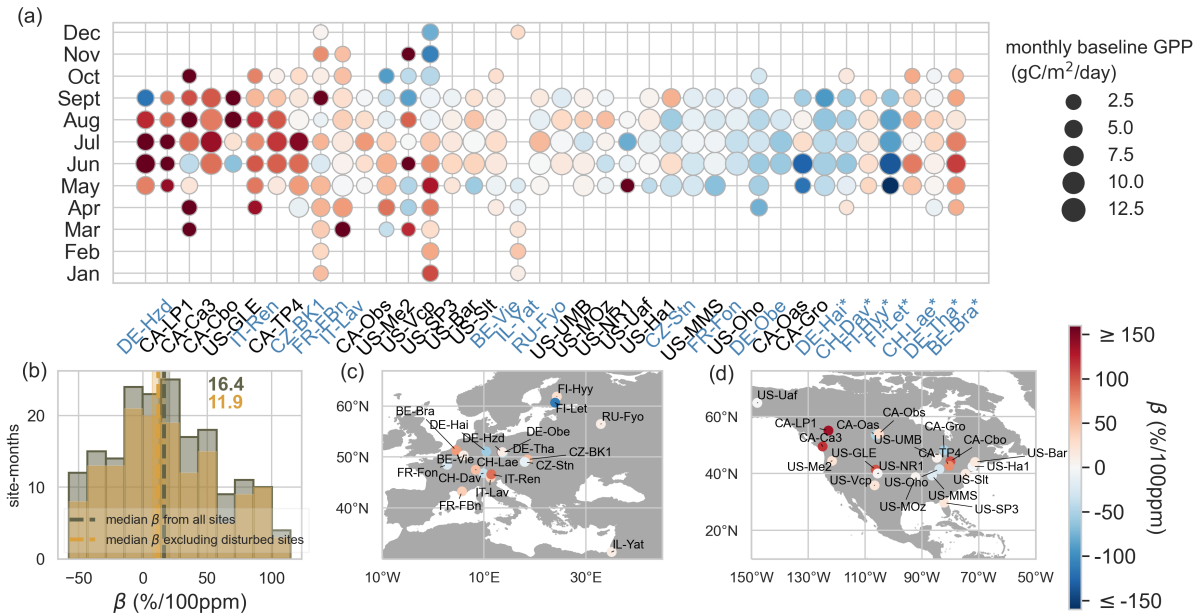 (a)
Dec
Nov
Oct
Sept
Aug
Jul
Jun
May
Apr
Mar
Feb
Jan
monthly baseline GPP
(gC/m²/day)
2.5
5.0
7.5
10.0
12.5
DE-Hzd
CA-LP1
CA-Ca3
CA-Cbo
US-GLE
IT-Ren
CA-TP4
CZ-BK1
FR-FBn
IT-Lav
CA-Obs
US-Me2
US-Vcp
US-SP3
US-Bar
US-Slt
BE-Vie
IL-Yat
RU-Fyo
US-UMB
US-MOz
US-NR1
US-Uaf
US-Ha1
CZ-Stn
US-MMS
FR-Fon
US-Oho
DE-Obe
CA-Oas
CA-Gro
DE-Hai*
CH-Dav*
FI-Hyy*
FI-Let*
CH-Lae*
DE-Tha*
BE-Bra*
(b)
16.4
11.9
20
10
0
site-months
median β from all sites
median β excluding disturbed sites
−50
0
50
100
β (%/100ppm)
(c)
60°N
50°N
40°N
FI-Hyy
FI-Let
RU-Fyo
BE-Bra
DE-Hai
DE-Hzd
DE-Obe
DE-Tha
CZ-BK1
BE-Vie
CH-Lae
CZ-Stn
FR-Fon
CH-Dav
IT-Ren
IT-Lav
FR-FBn
IL-Yat
10°W
10°E
30°E
(d)
60°N
40°N
20°N
US-Uaf
CA-Obs
CA-LP1
CA-Oas
CA-Gro
CA-Ca3
US-UMB
CA-Cbo
US-GLE
CA-TP4
US-Bar
US-Me2
US-NR1
US-Ha1
US-Vcp
US-Oho
US-Slt
US-MMS
US-MOz
US-SP3
150°W
130°W
110°W
90°W
70°W
50°W
≥ 150
100
50
0
-50
-100
≤ -150
β (%/100ppm)